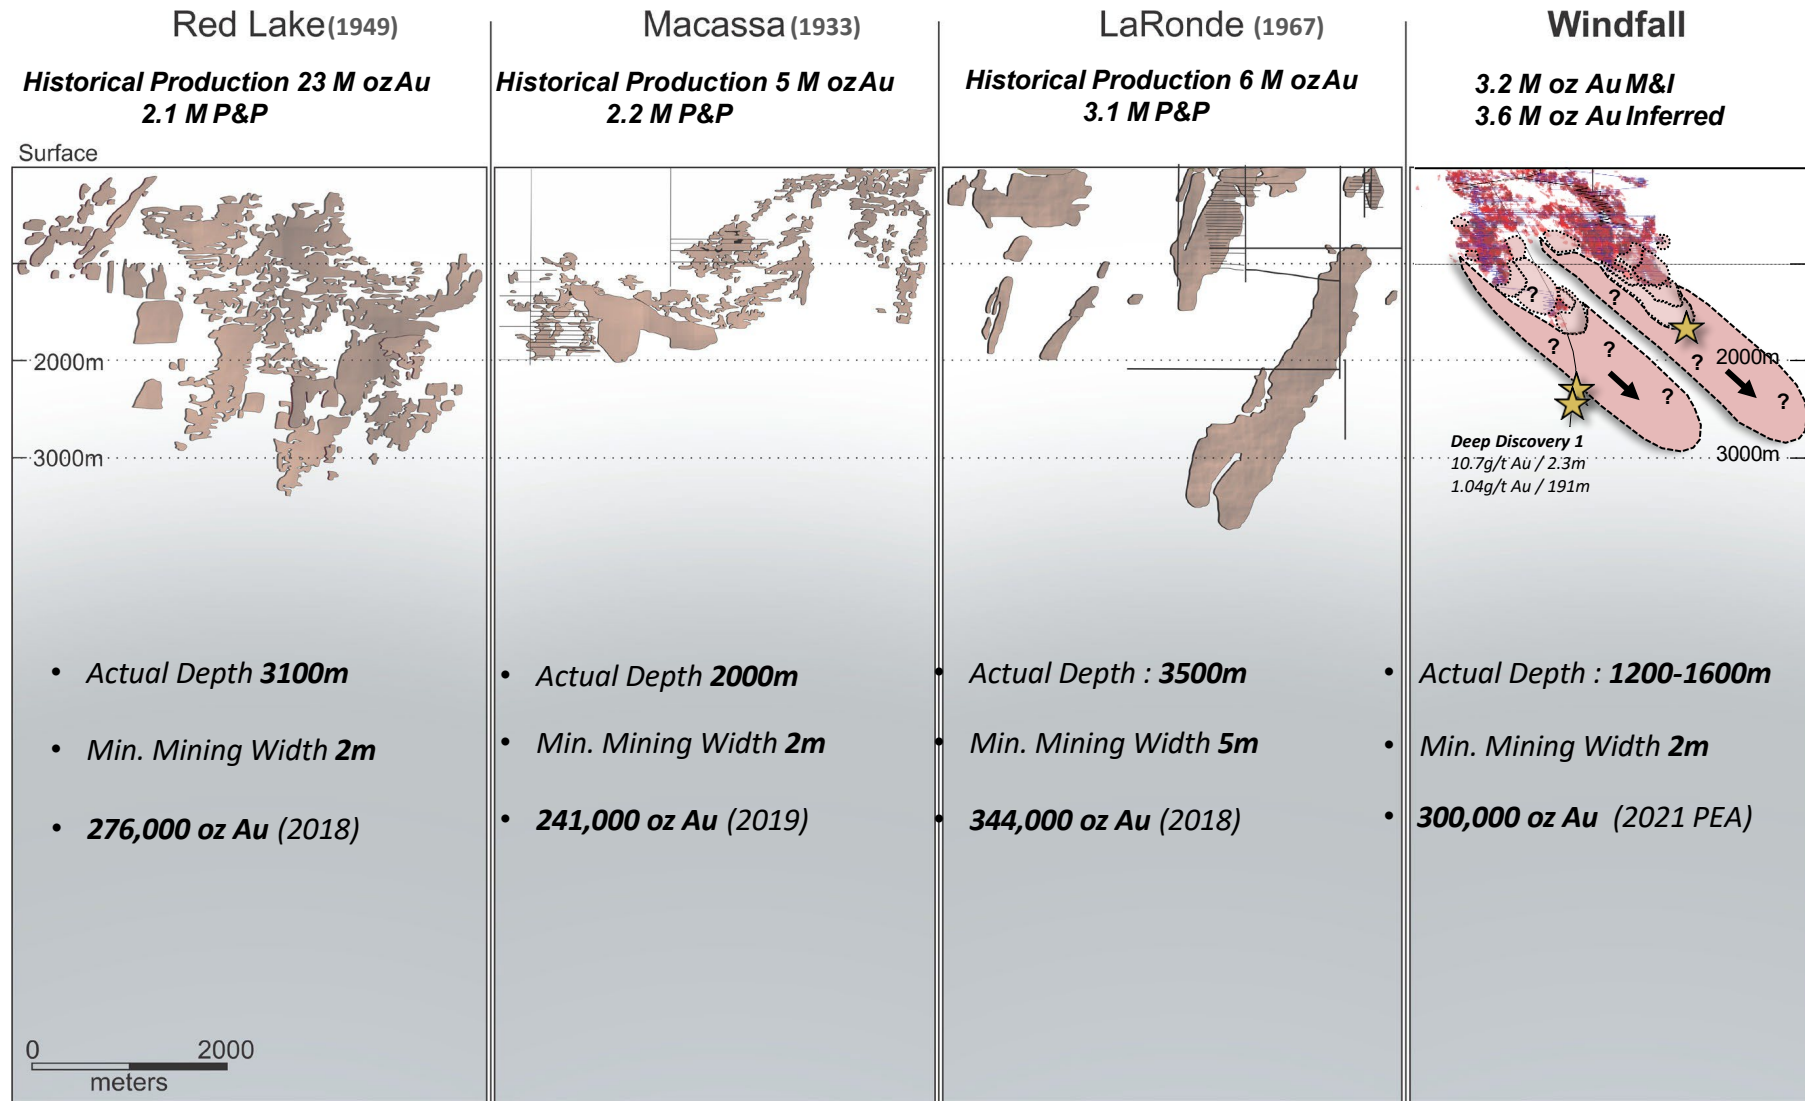 Red Lake (1949)
Historical Production 23 M oz Au
2.1 M P&P
Surface
2000m
3000m
• Actual Depth 3100m
• Min. Mining Width 2m
• 276,000 oz Au (2018)
0 2000
meters
Macassa (1933)
Historical Production 5 M oz Au
2.2 M P&P
• Actual Depth 2000m
• Min. Mining Width 2m
• 241,000 oz Au (2019)
LaRonde (1967)
Historical Production 6 M oz Au
3.1 M P&P
• Actual Depth : 3500m
• Min. Mining Width 5m
• 344,000 oz Au (2018)
Windfall
3.2 M oz Au M&I
3.6 M oz Au Inferred
? ?
? ? ? 2000m
? ?
Deep Discovery 1
10.7g/t Au / 2.3m
3000m
1.04g/t Au / 191m
• Actual Depth : 1200-1600m
• Min. Mining Width 2m
• 300,000 oz Au (2021 PEA)